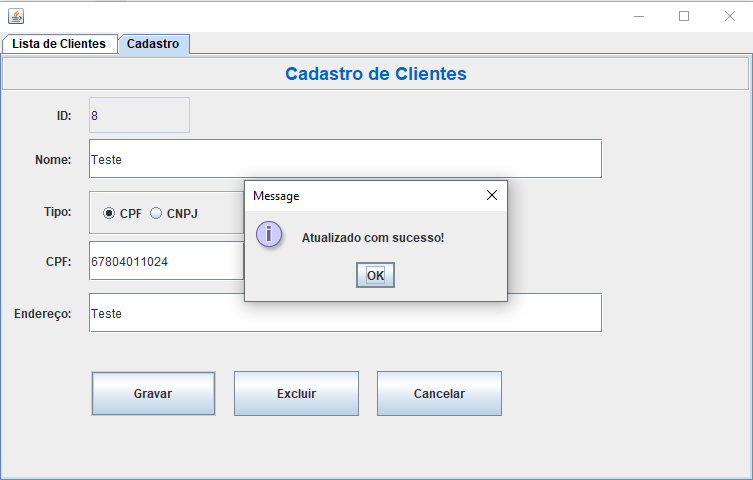 Lista de Clientes Cadastro
Cadastro de Clientes
ID: 8
Nome: Teste
Tipo: CPF CNPJ
CPF: 67804011024
Endereço: Teste
Message
Atualizado com sucesso!
OK
Gravar Excluir Cancelar